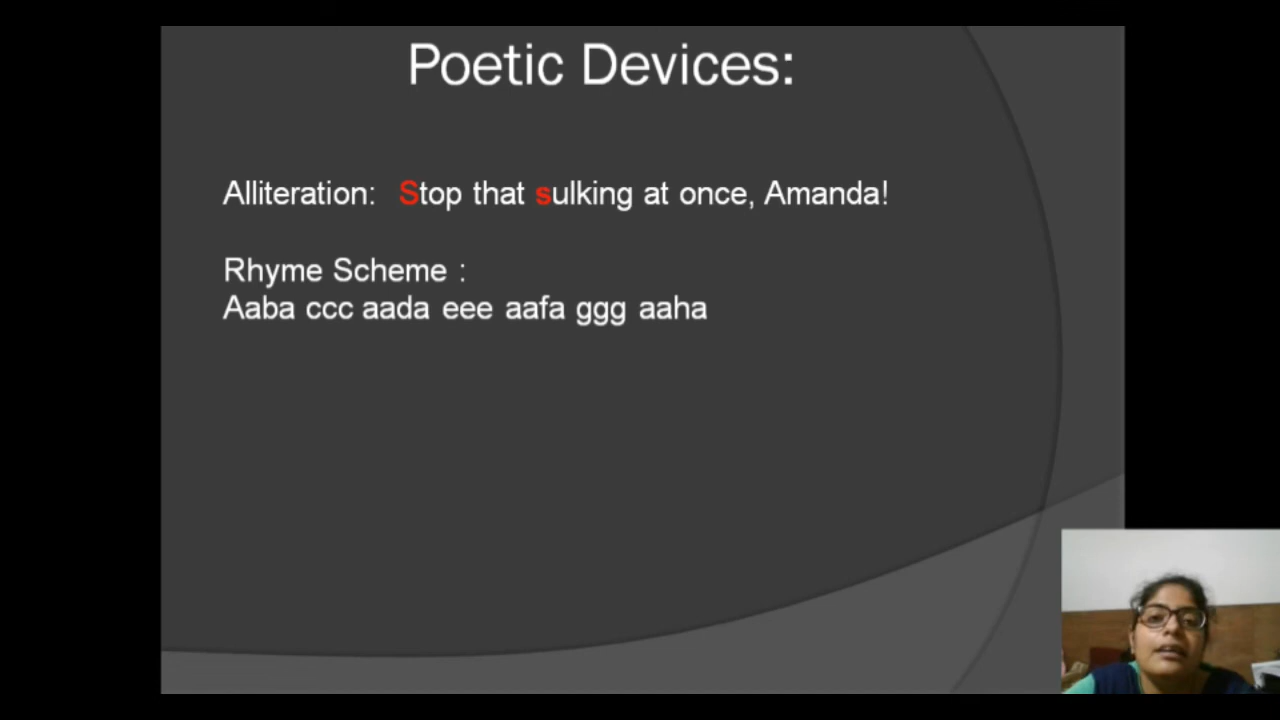 Poetic Devices:
Alliteration: Stop that sulking at once, Amanda!
Rhyme Scheme :
Aaba ccc aada eee aafa ggg aaha